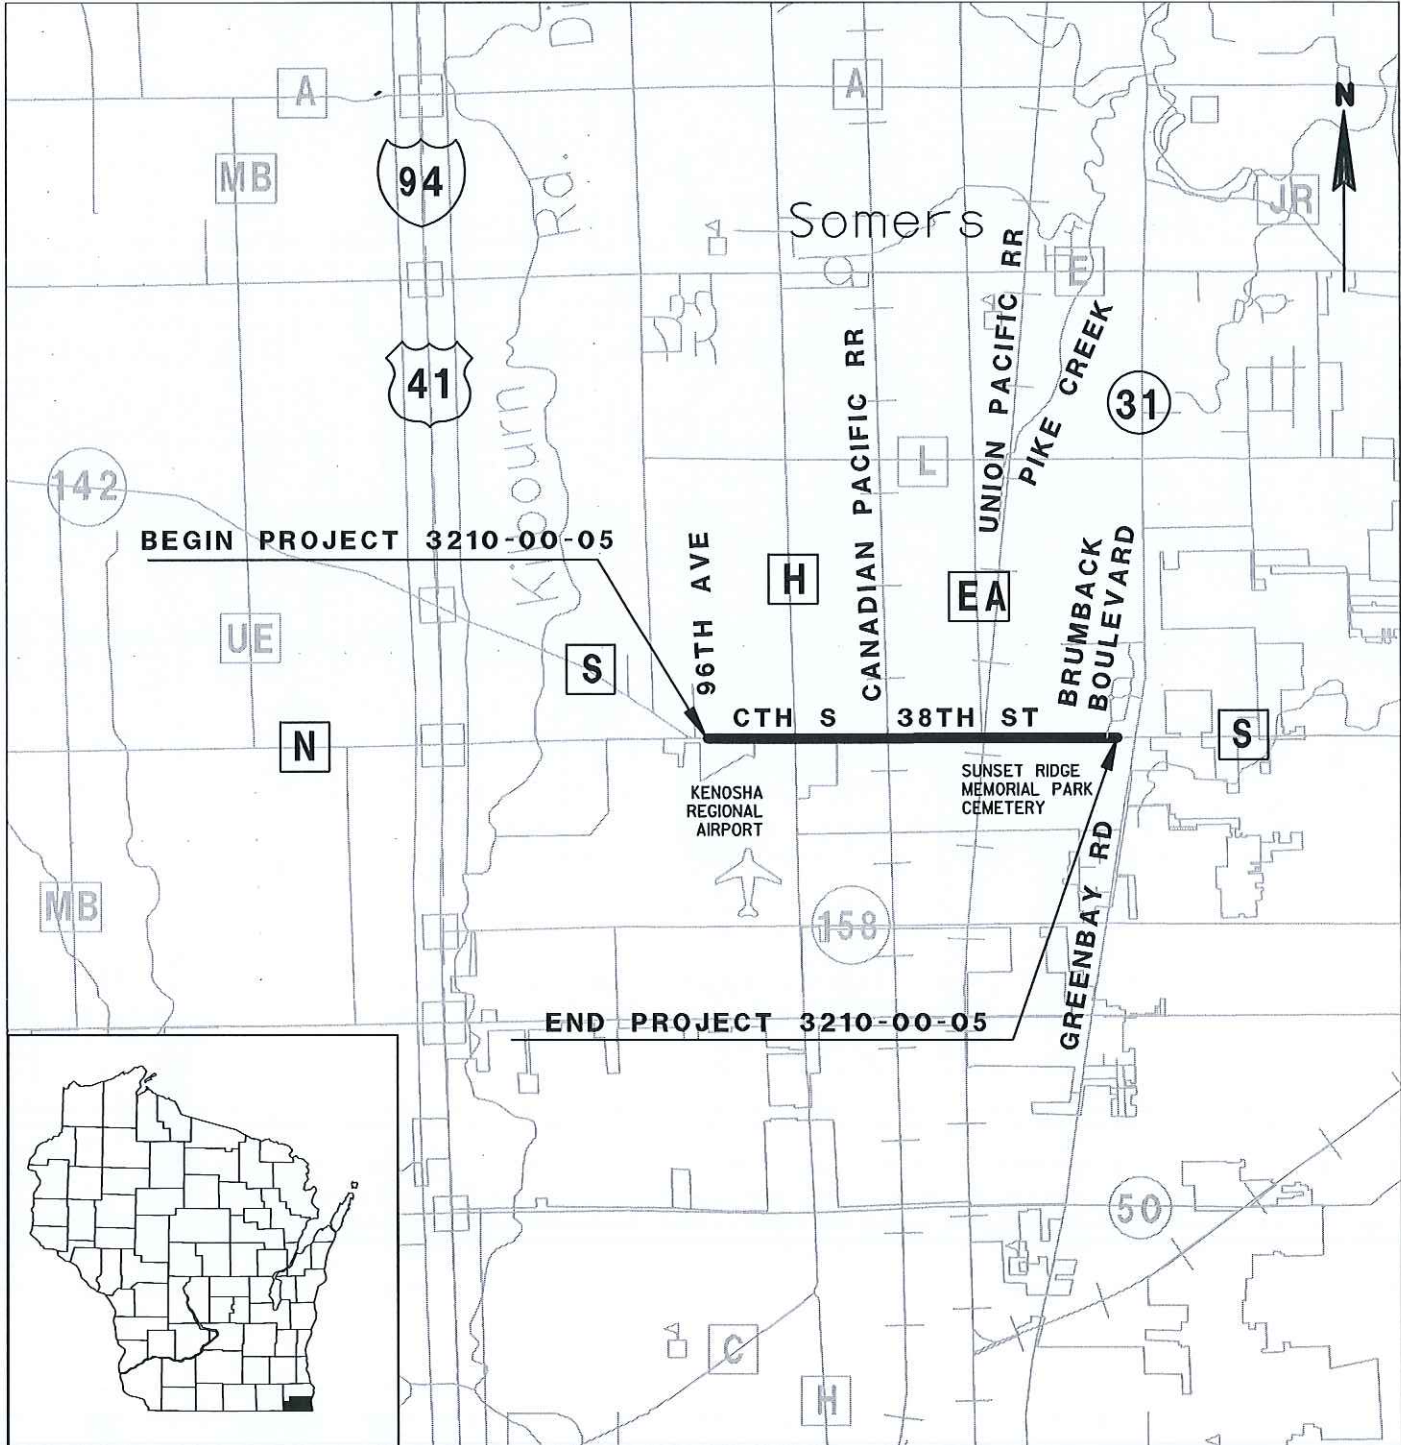 A
A
N
MB
94
Rd.
JR
Somers
E
41
UNION PACIFIC RR
PIKE CREEK
CANADIAN PACIFIC RR
31
Kilbourn
L
142
BEGIN PROJECT 3210-00-05
96TH AVE
H
EA
BRUMBACK
BOULEVARD
UE
S
N
CTH S 38TH ST
S
SUNSET RIDGE
MEMORIAL PARK
CEMETERY
KENOSHA
REGIONAL
AIRPORT
GREENBAY RD
MB
158
END PROJECT 3210-00-05
50
C
H